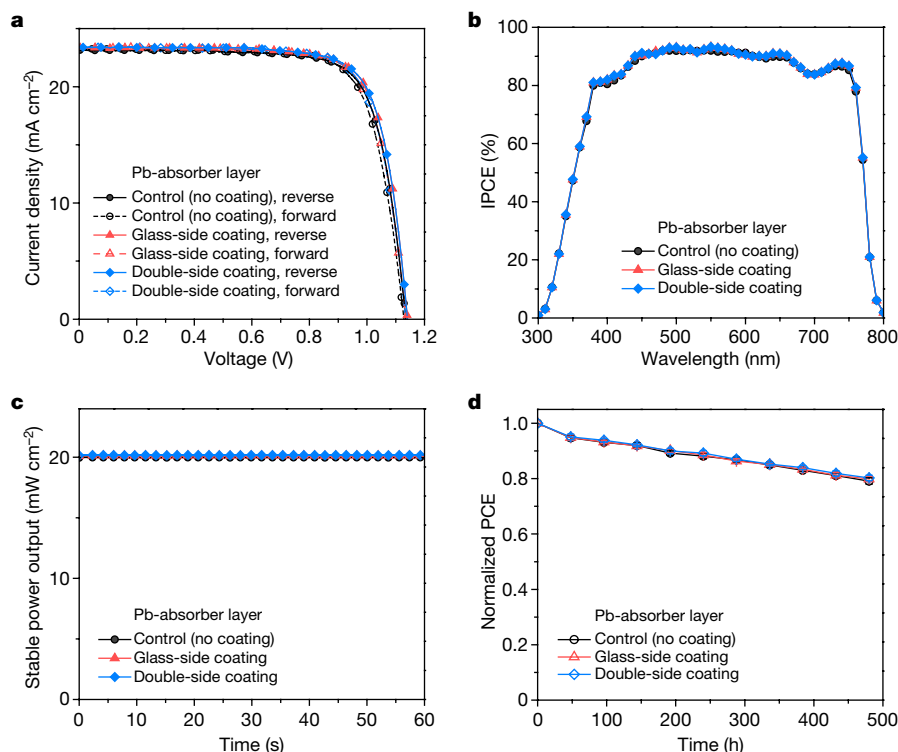 a
Current density (mA cm⁻²)
20
10
0
Pb-absorber layer
Control (no coating), reverse
Control (no coating), forward
Glass-side coating, reverse
Glass-side coating, forward
Double-side coating, reverse
Double-side coating, forward
0 0.2 0.4 0.6 0.8 1.0 1.2
Voltage (V)
b
IPCE (%)
100
80
60
40
20
0
Pb-absorber layer
Control (no coating)
Glass-side coating
Double-side coating
300 400 500 600 700 800
Wavelength (nm)
c
Stable power output (mW cm⁻²)
20
10
0
Pb-absorber layer
Control (no coating)
Glass-side coating
Double-side coating
0 10 20 30 40 50 60
Time (s)
d
Normalized PCE
1.0
0.8
0.6
0.4
0.2
0
Pb-absorber layer
Control (no coating)
Glass-side coating
Double-side coating
0 100 200 300 400 500
Time (h)